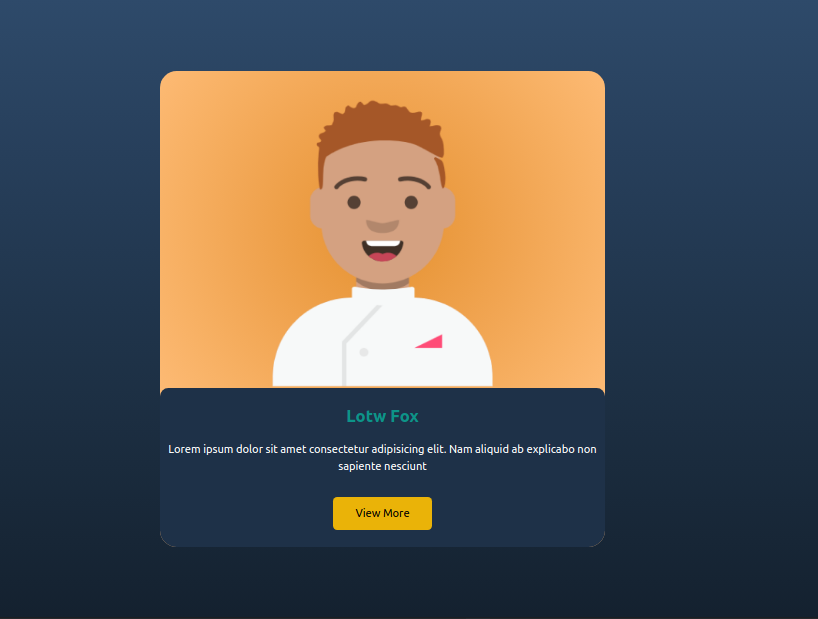 Lotw Fox
Lorem ipsum dolor sit amet consectetur adipisicing elit. Nam aliquid ab explicabo non
sapiente nesciunt
View More